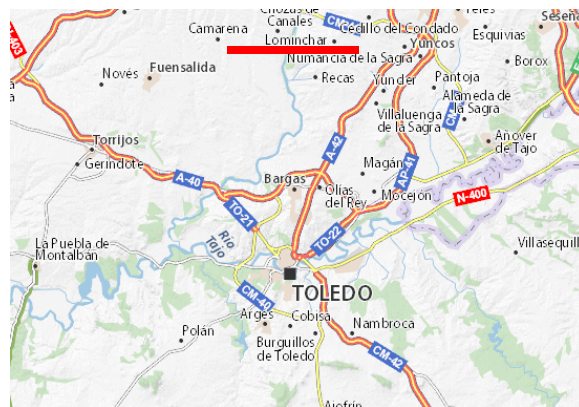 Chozas de
Canales
Camarena
Cedillo del Condado
Yeles
Seseña
Lominchar
Esquivias
Yuncos
Numancia de la Sagra
Borox
Novés
Fuensalida
Recas
Yunder
Pantoja
Alameda de
la Sagra
Villaluenga
de la Sagra
Añover
de Tajo
Torrijos
Gerindote
A-42
Magán
AP-41
A-40
Bargas
Olías
del Rey
Mocejón
N-400
TO-21
Río
Tajo
TO-22
La Puebla de
Montalbán
Villasequill
TOLEDO
CM-40
Argés
Cobisa
Nambroca
Polán
Burguillos
de Toledo
CM-42
Ajofrín